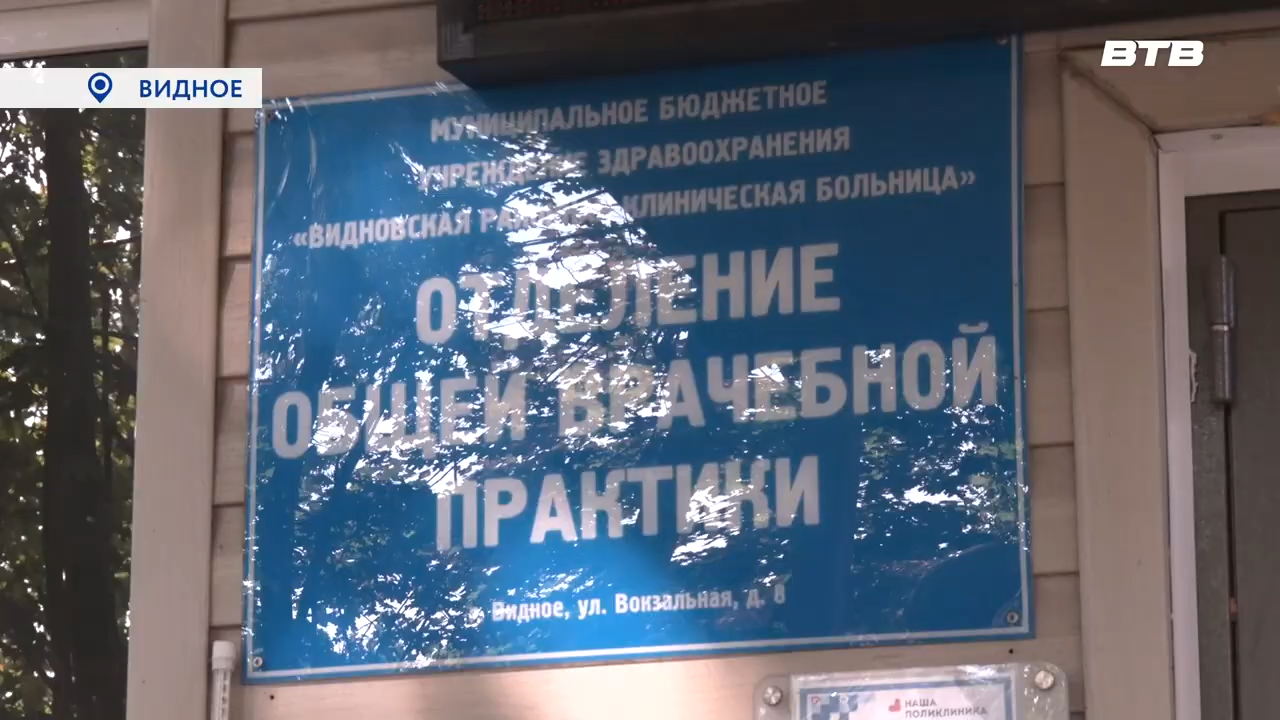 ВИДНОЕ
ВТВ
МУНИЦИПАЛЬНОЕ БЮДЖЕТНОЕ
УЧРЕЖДЕНИЕ ЗДРАВООХРАНЕНИЯ
«ВИДНОВСКАЯ КЛИНИЧЕСКАЯ БОЛЬНИЦА»
ОТДЕЛЕНИЕ
ОБЩЕЙ ВРАЧЕБНОЙ
ПРАКТИКИ
Видное, ул. Вокзальная, д. 8
НАША
ПОЛИКЛИНИКА